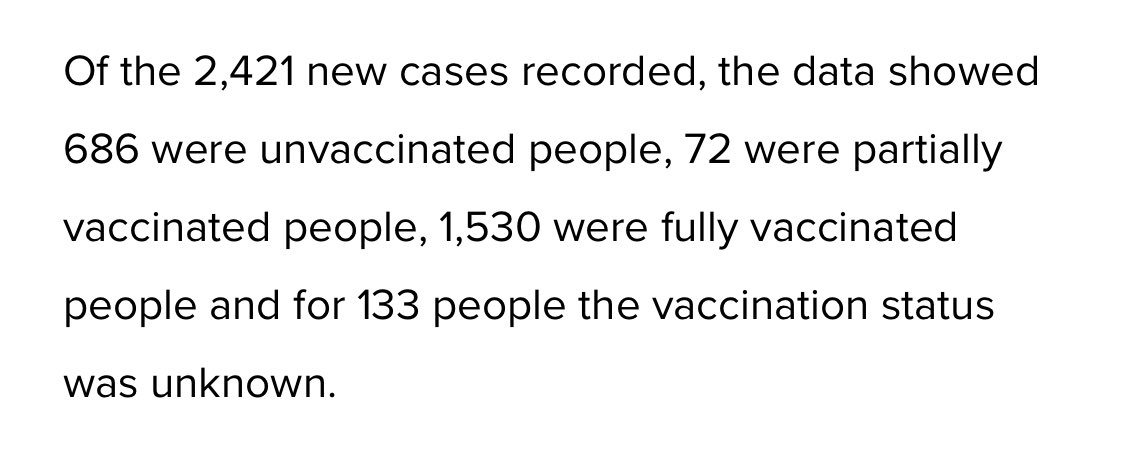 Of the 2,421 new cases recorded, the data showed
686 were unvaccinated people, 72 were partially
vaccinated people, 1,530 were fully vaccinated
people and for 133 people the vaccination status
was unknown.